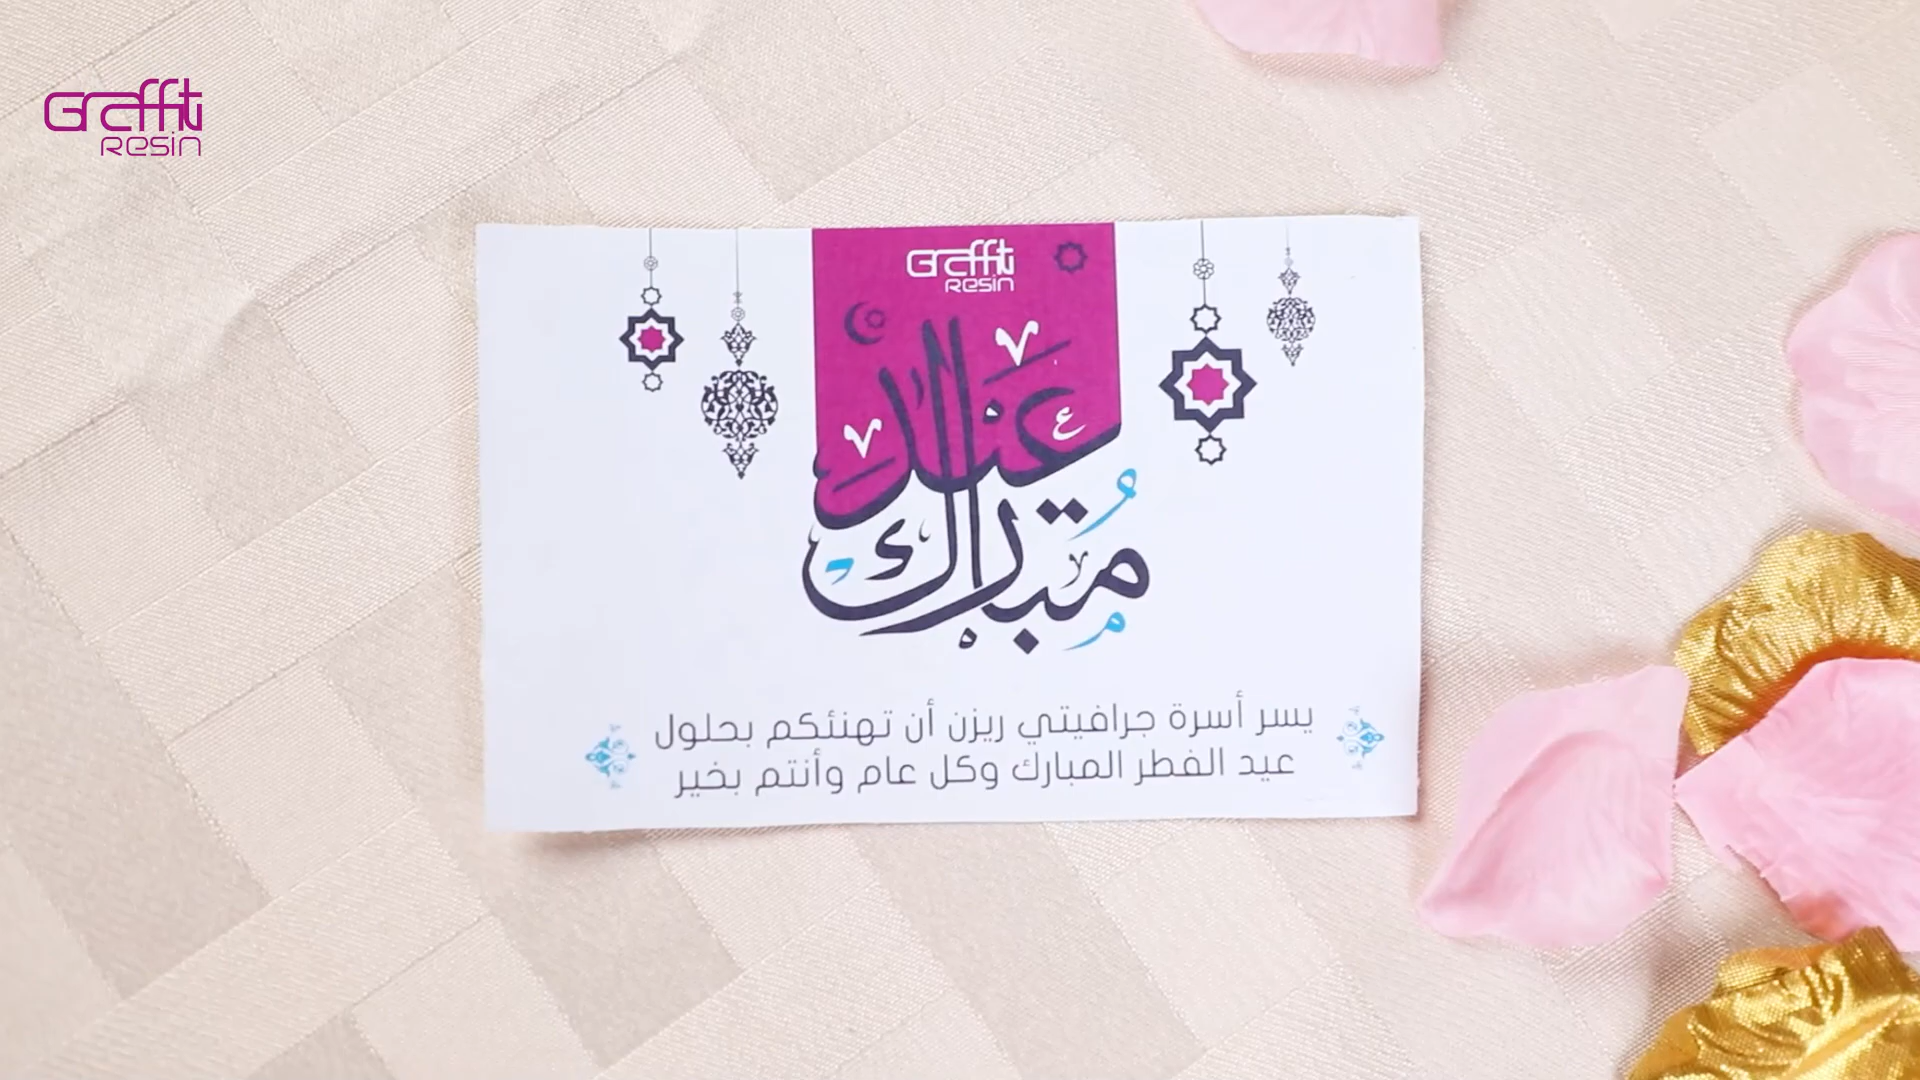 Graffiti
Resin
Graffiti
Resin
عيد
مبارك
يسر أسرة جرافيتي ريزن أن تهنئكم بحلول
عيد الفطر المبارك وكل عام وأنتم بخير